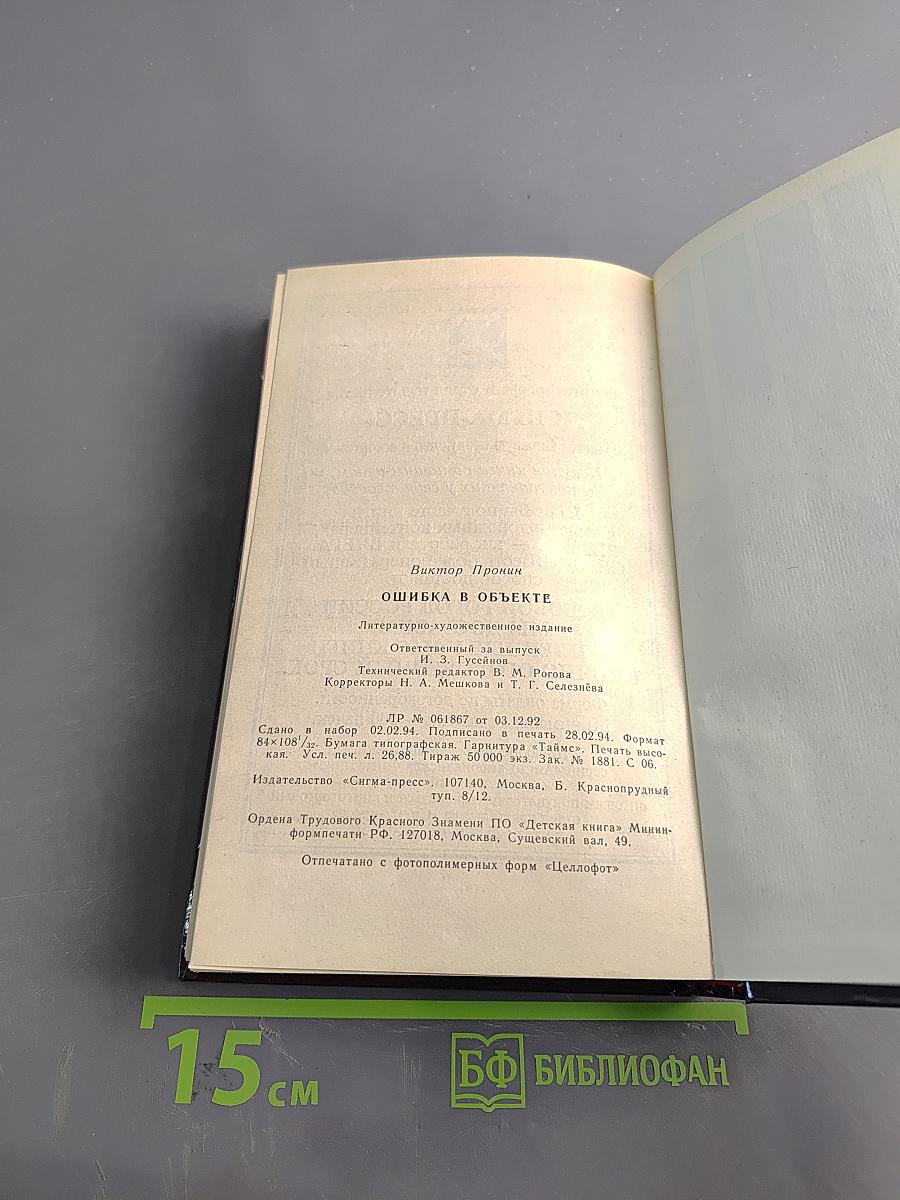 Виктор Пронин
ОШИБКА В ОБЪЕКТЕ
Литературно-художественное издание
Ответственный за выпуск
И. З. Гусейнов
Технический редактор В. М. Рогова
Корректоры Н. А. Мешкова и Т. Г. Селезнёва
ЛР № 061867 от 03.12.92
Сдано в набор 02.02.94. Подписано в печать 28.02.94. Формат
84×108¹/₃₂. Бумага типографская. Гарнитура «Таймс». Печать высо-
кая. Усл. печ. л. 26,88. Тираж 50 000 экз. Зак. № 1881. С 06.
Издательство «Сигма-пресс». 107140, Москва, Б. Краснопрудный
туп. 8/12.
Ордена Трудового Красного Знамени ПО «Детская книга» Минин-
формпечати РФ. 127018, Москва, Сущевский вал, 49.
Отпечатано с фотополимерных форм «Целлофот»
15 см
БФ БИБЛИОФАН